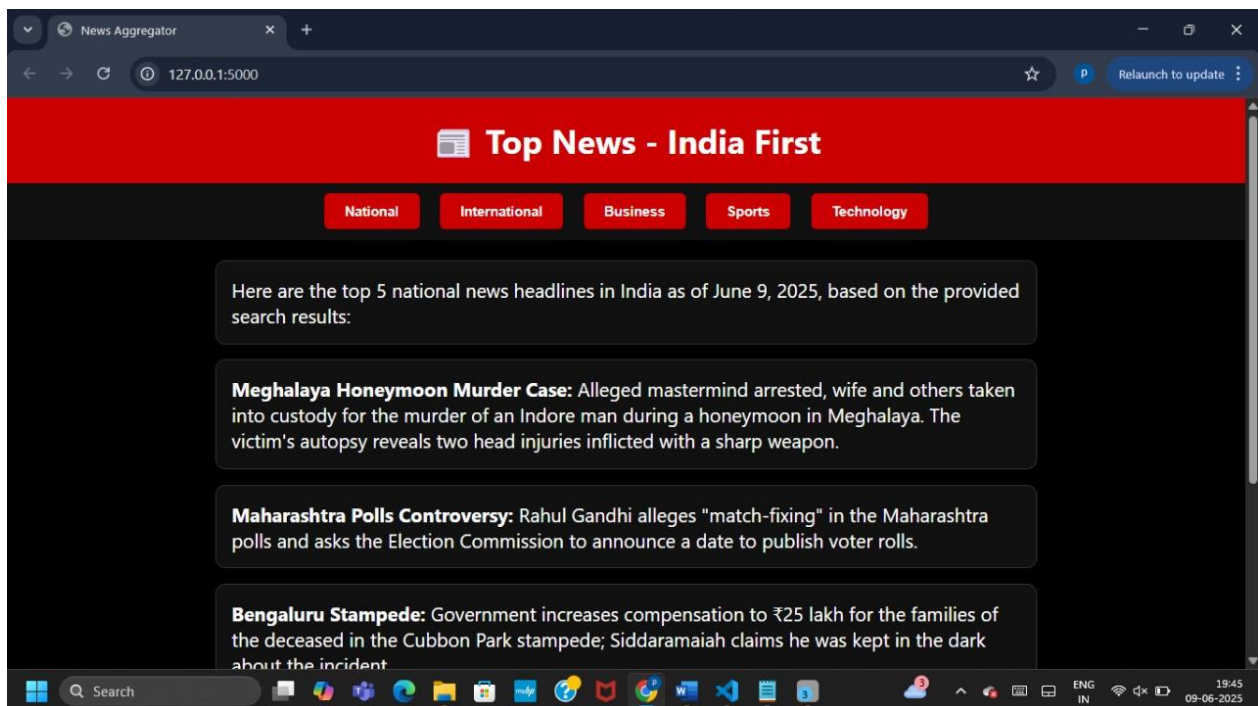 News Aggregator
127.0.0.1:5000
P
Relaunch to update
Top News - India First
National
International
Business
Sports
Technology
Here are the top 5 national news headlines in India as of June 9, 2025, based on the provided
search results:
Meghalaya Honeymoon Murder Case: Alleged mastermind arrested, wife and others taken
into custody for the murder of an Indore man during a honeymoon in Meghalaya. The
victim's autopsy reveals two head injuries inflicted with a sharp weapon.
Maharashtra Polls Controversy: Rahul Gandhi alleges "match-fixing" in the Maharashtra
polls and asks the Election Commission to announce a date to publish voter rolls.
Bengaluru Stampede: Government increases compensation to ₹25 lakh for the families of
the deceased in the Cubbon Park stampede; Siddaramaiah claims he was kept in the dark
about the incident
Search
3
ENG
IN
19:45
09-06-2025